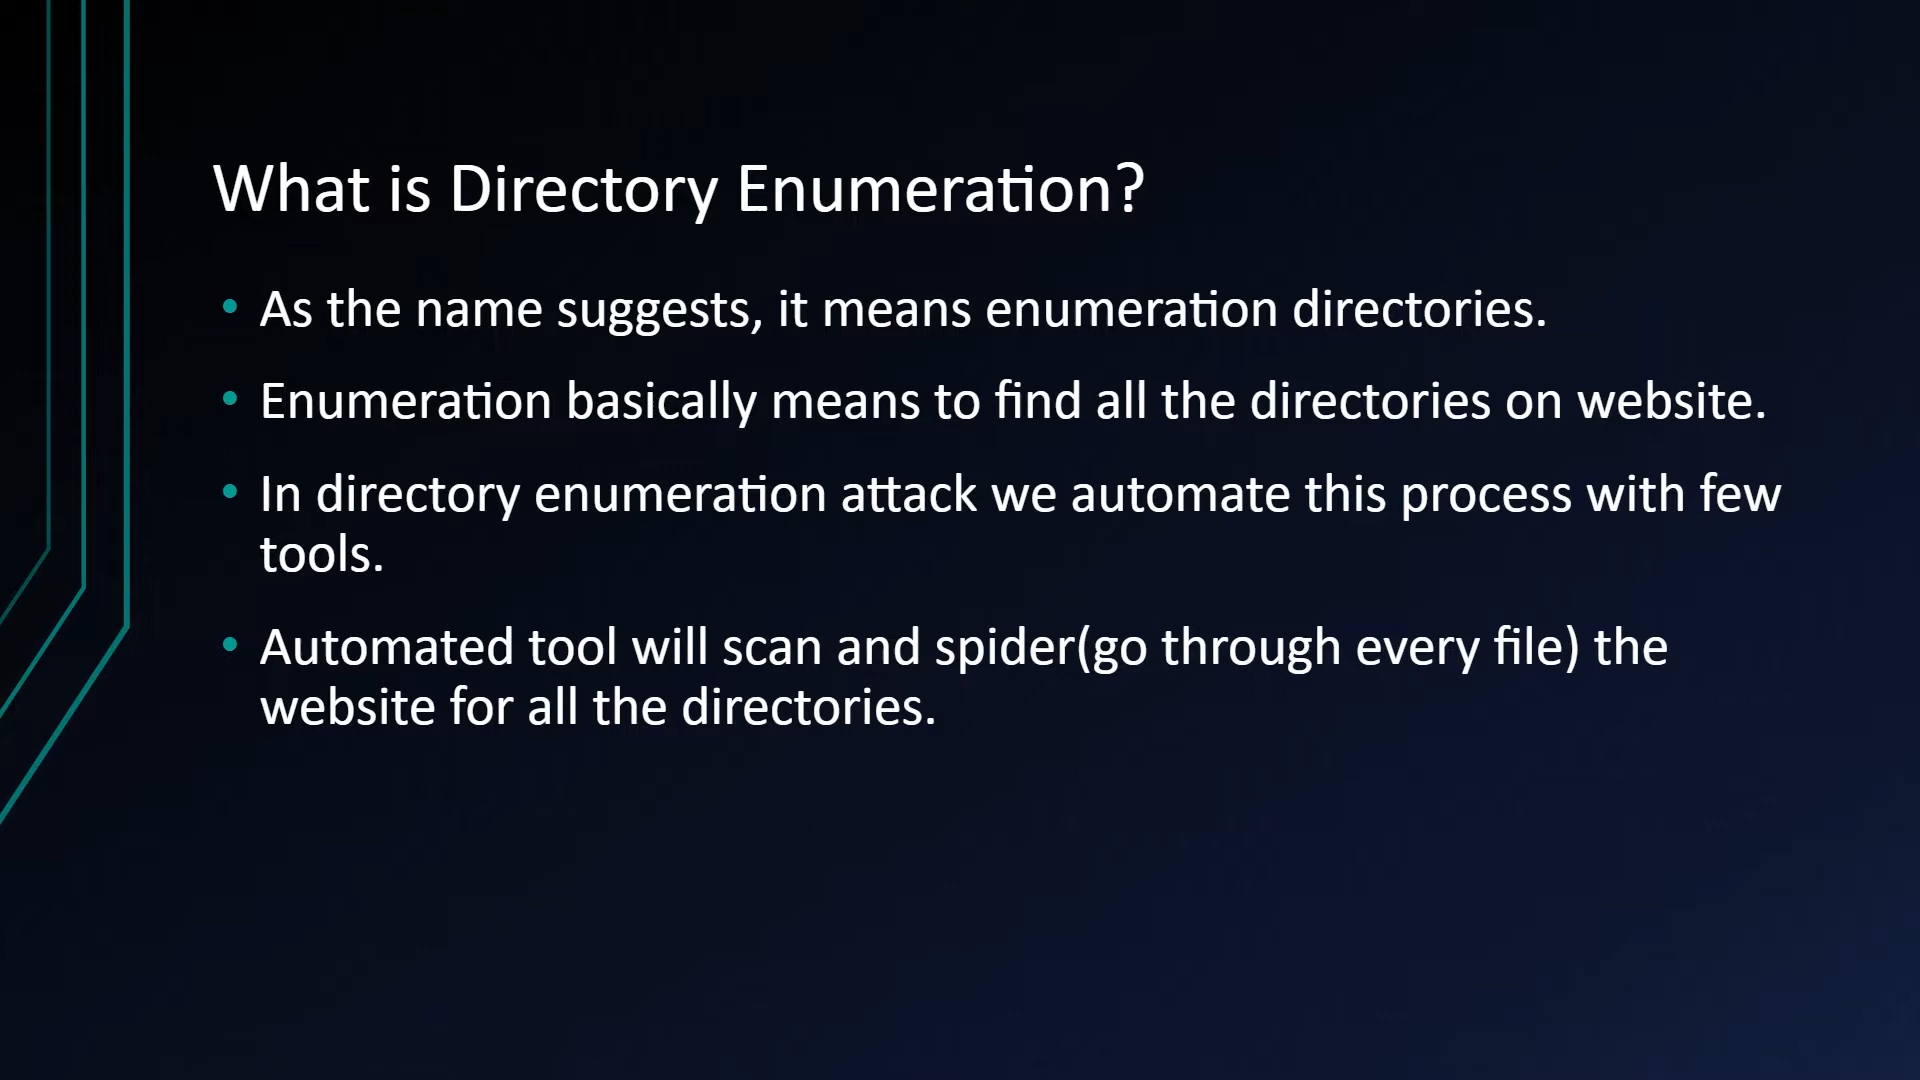 What is Directory Enumeration?
• As the name suggests, it means enumeration directories.
• Enumeration basically means to find all the directories on website.
• In directory enumeration attack we automate this process with few
tools.
• Automated tool will scan and spider(go through every file) the
website for all the directories.